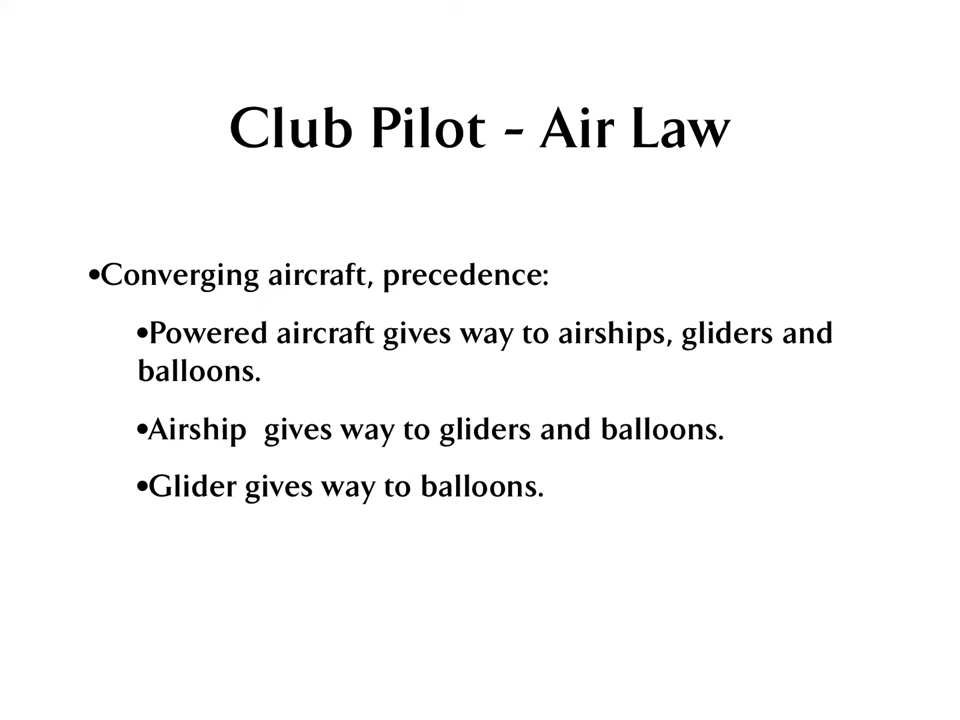 Club Pilot - Air Law
•Converging aircraft, precedence:
•Powered aircraft gives way to airships, gliders and
balloons.
•Airship  gives way to gliders and balloons.
•Glider gives way to balloons.